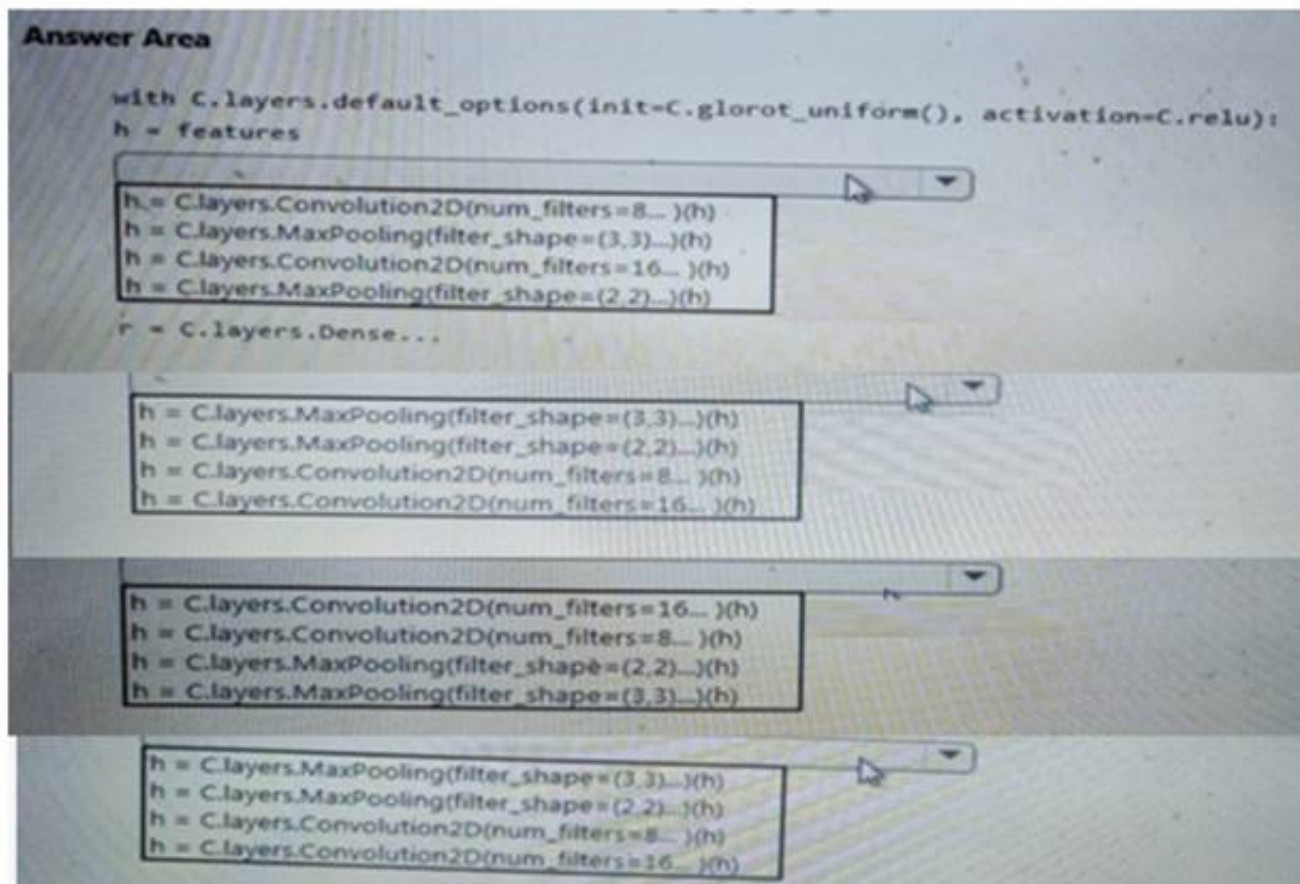 Answer Area
with C.layers.default_options(init=C.glorot_uniform(), activation=C.relu):
h = features
h = C.layers.Convolution2D(num_filters=8... )(h)
h = C.layers.MaxPooling(filter_shape=(3,3)...)(h)
h = C.layers.Convolution2D(num_filters=16... )(h)
h = C.layers.MaxPooling(filter_shape=(2,2)...)(h)
r = C.layers.Dense...
h = C.layers.MaxPooling(filter_shape=(3,3)...)(h)
h = C.layers.MaxPooling(filter_shape=(2,2)...)(h)
h = C.layers.Convolution2D(num_filters=8... )(h)
h = C.layers.Convolution2D(num_filters=16... )(h)
h = C.layers.Convolution2D(num_filters=16... )(h)
h = C.layers.Convolution2D(num_filters=8... )(h)
h = C.layers.MaxPooling(filter_shape=(2,2)...)(h)
h = C.layers.MaxPooling(filter_shape=(3,3)...)(h)
h = C.layers.MaxPooling(filter_shape=(3,3)...)(h)
h = C.layers.MaxPooling(filter_shape=(2,2)...)(h)
h = C.layers.Convolution2D(num_filters=8... )(h)
h = C.layers.Convolution2D(num_filters=16... )(h)